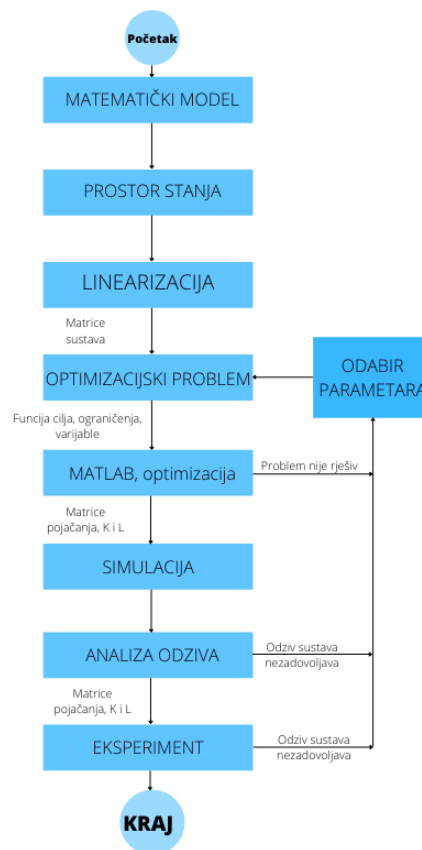 Početak
MATEMATIČKI MODEL
PROSTOR STANJA
LINEARIZACIJA
Matrice
sustava
OPTIMIZACIJSKI PROBLEM
ODABIR
PARAMETARA
Funcija cilja, ograničenja,
varijable
MATLAB, optimizacija
Problem nije rješiv
Matrice
pojačanja, K i L
SIMULACIJA
ANALIZA ODZIVA
Odziv sustava
nezadovoljava
Matrice
pojačanja, K i L
EKSPERIMENT
Odziv sustava
nezadovoljava
KRAJ